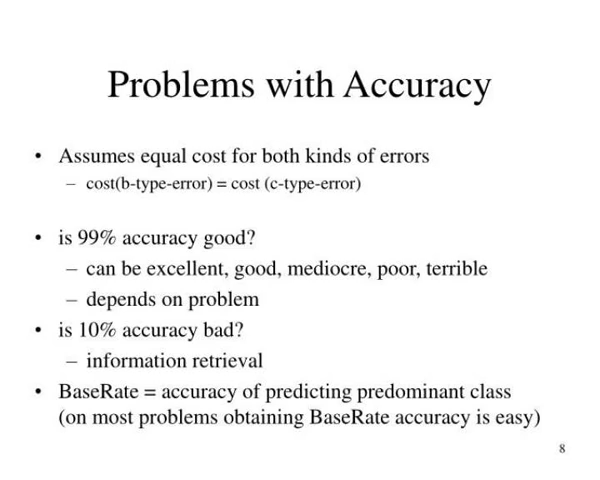 Problems with Accuracy
• Assumes equal cost for both kinds of errors
– cost(b-type-error) = cost (c-type-error)
• is 99% accuracy good?
– can be excellent, good, mediocre, poor, terrible
– depends on problem
• is 10% accuracy bad?
– information retrieval
• BaseRate = accuracy of predicting predominant class
(on most problems obtaining BaseRate accuracy is easy)
8